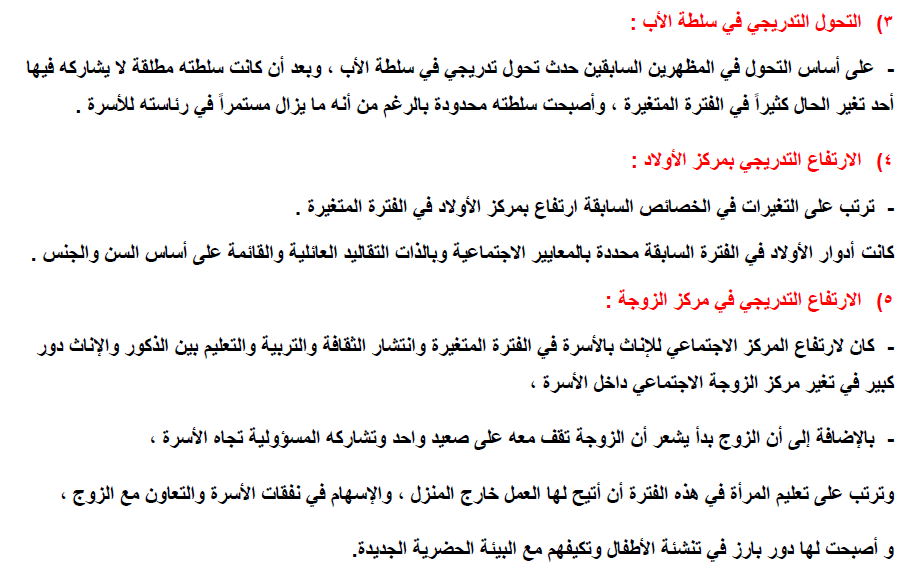 ٣) التحول التدريجي في سلطة الأب :
- على أساس التحول في المظهرين السابقين حدث تحول تدريجي في سلطة الأب ، وبعد أن كانت سلطته مطلقة لا يشاركه فيها
أحد تغير الحال كثيراً في الفترة المتغيرة ، وأصبحت سلطته محدودة بالرغم من أنه ما يزال مستمراً في رئاسته للأسرة .
٤) الارتفاع التدريجي بمركز الأولاد :
- ترتب على التغيرات في الخصائص السابقة ارتفاع بمركز الأولاد في الفترة المتغيرة .
كانت أدوار الأولاد في الفترة السابقة محددة بالمعايير الاجتماعية وبالذات التقاليد العائلية والقائمة على أساس السن والجنس .
٥) الارتفاع التدريجي في مركز الزوجة :
- كان لارتفاع المركز الاجتماعي للإناث بالأسرة في الفترة المتغيرة وانتشار الثقافة والتربية والتعليم بين الذكور والإناث دور
كبير في تغير مركز الزوجة الاجتماعي داخل الأسرة ،
- بالإضافة إلى أن الزوج بدأ يشعر أن الزوجة تقف معه على صعيد واحد وتشاركه المسؤولية تجاه الأسرة ،
وترتب على تعليم المرأة في هذه الفترة أن أتيح لها العمل خارج المنزل ، والإسهام في نفقات الأسرة والتعاون مع الزوج ،
و أصبحت لها دور بارز في تنشئة الأطفال وتكيفهم مع البيئة الحضرية الجديدة.